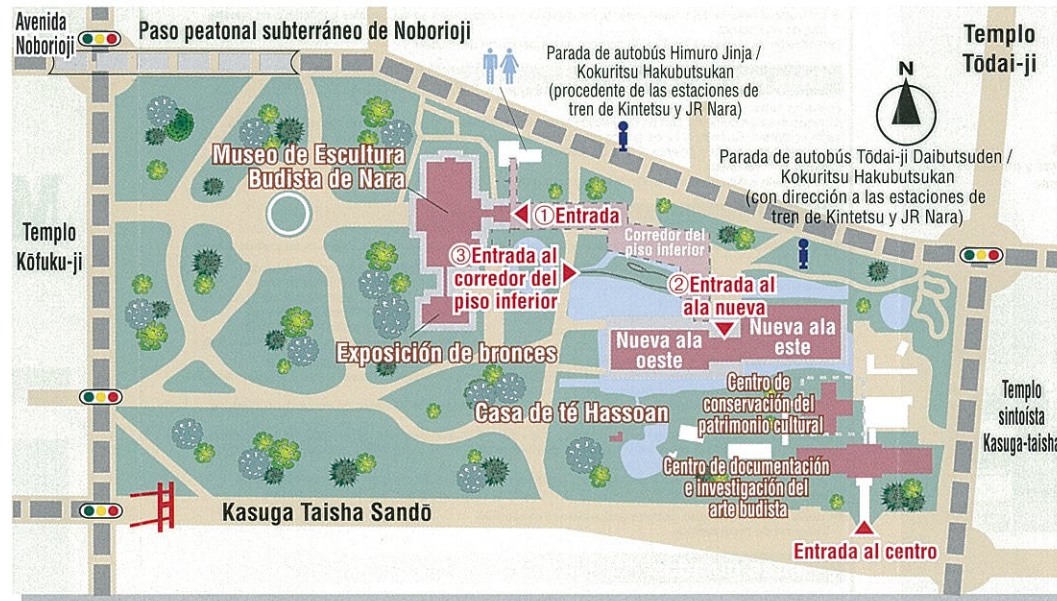 Avenida
Noborioji
Paso peatonal subterráneo de Noborioji
Parada de autobús Himuro Jinja /
Kokuritsu Hakubutsukan
(procedente de las estaciones de
tren de Kintetsu y JR Nara)
Templo
Tōdai-ji
N
Parada de autobús Tōdai-ji Daibutsuden /
Kokuritsu Hakubutsukan
(con dirección a las estaciones de
tren de Kintetsu y JR Nara)
Museo de Escultura
Budista de Nara
①Entrada
Corredor del
piso inferior
Templo
Kōfuku-ji
③Entrada al
corredor del
piso inferior
②Entrada al
ala nueva
Nueva ala
oeste
Nueva ala
este
Exposición de bronces
Casa de té Hassoan
Centro de
conservación del
patrimonio cultural
Templo
sintoísta
Kasuga-taisha
Centro de documentación
e investigación del
arte budista
Kasuga Taisha Sandō
Entrada al centro